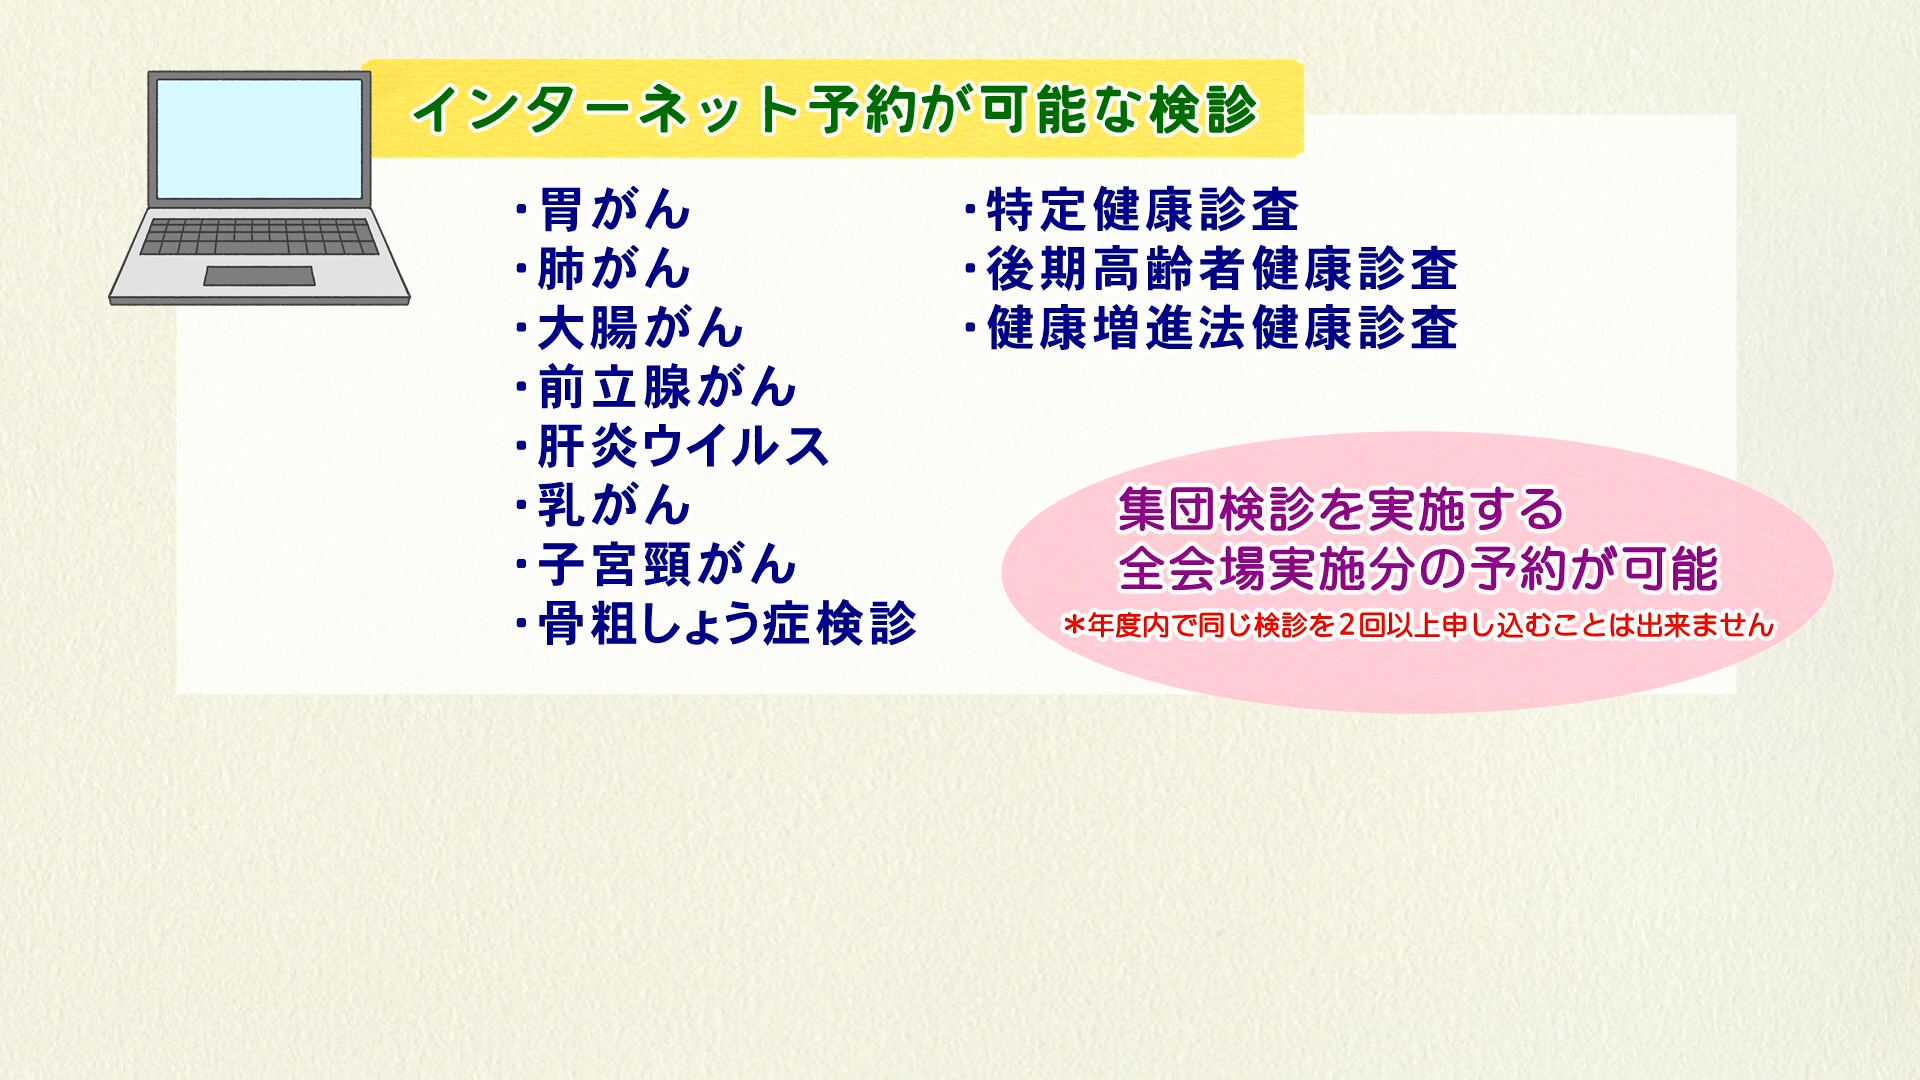 インターネット予約が可能な検診
・胃がん
・肺がん
・大腸がん
・前立腺がん
・肝炎ウイルス
・乳がん
・子宮頸がん
・骨粗しょう症検診
・特定健康診査
・後期高齢者健康診査
・健康増進法健康診査
集団検診を実施する
全会場実施分の予約が可能
＊年度内で同じ検診を２回以上申し込むことは出来ません